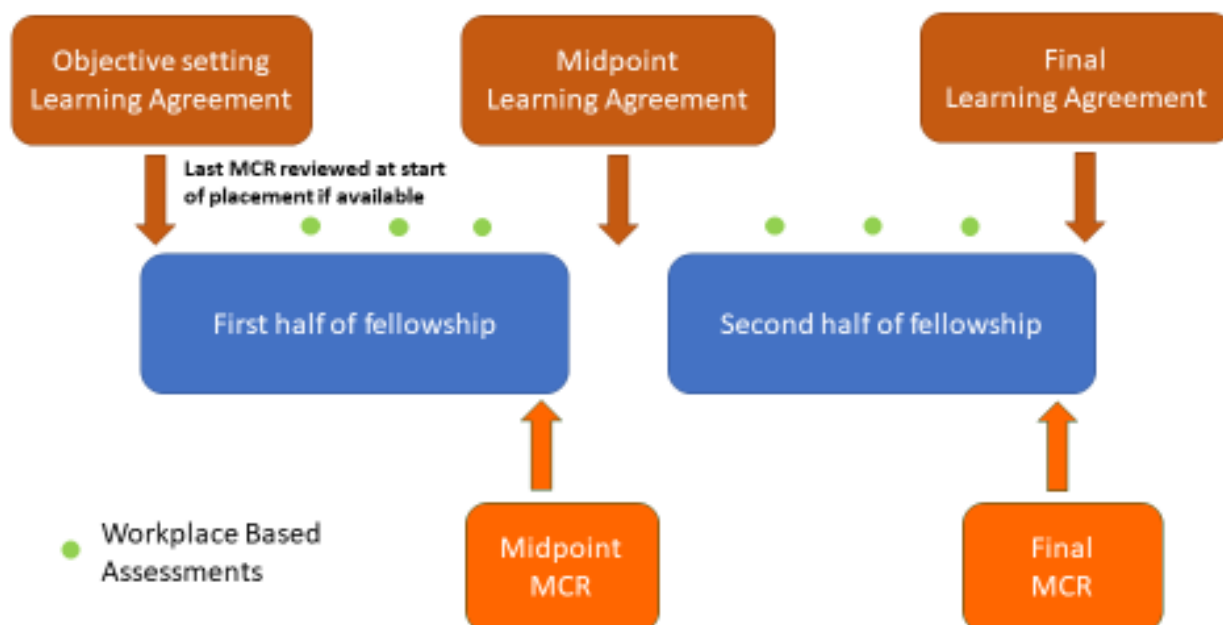 Objective setting
Learning Agreement
Midpoint
Learning Agreement
Final
Learning Agreement
Last MCR reviewed at start
of placement if available
First half of fellowship
Second half of fellowship
Workplace Based
Assessments
Midpoint
MCR
Final
MCR